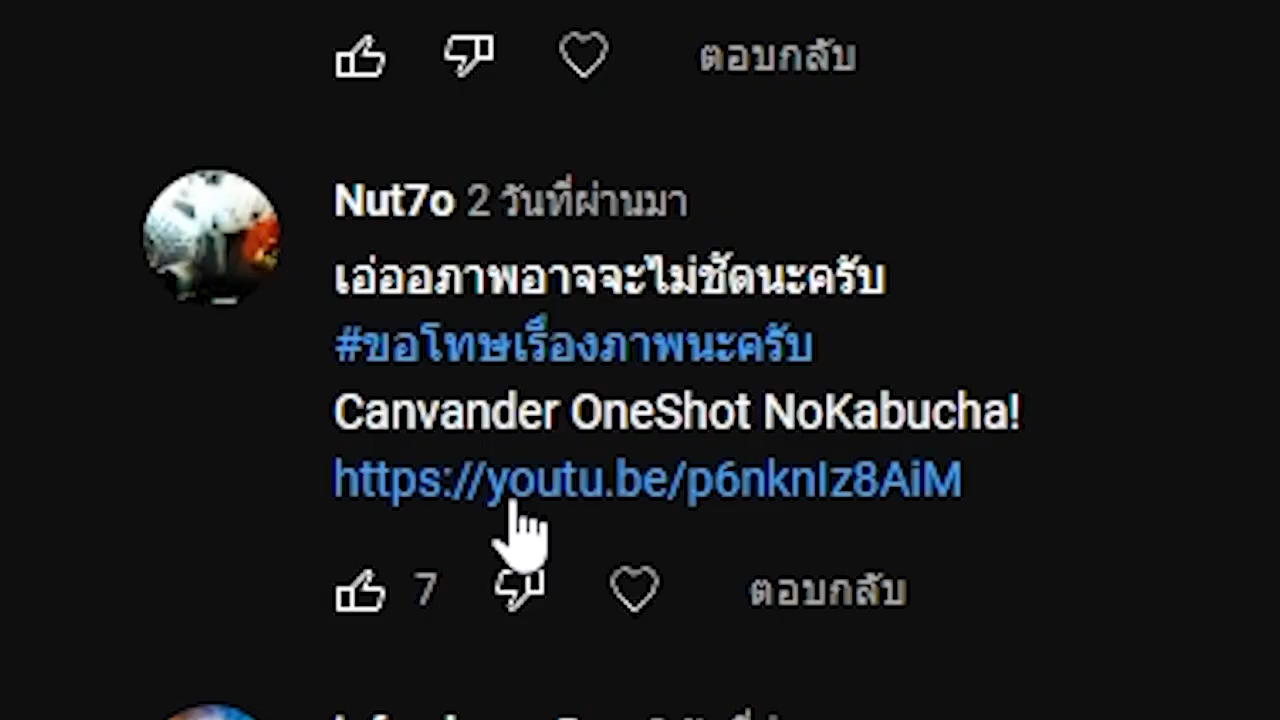 ตอบกลับ
Nut7o 2 วันที่ผ่านมา
เอ่ออภาพอาจจะไม่ชัดนะครับ
#ขอโทษเรื่องภาพนะครับ
Canvander OneShot NoKabucha!
https://youtu.be/p6nknIz8AiM
7
ตอบกลับ